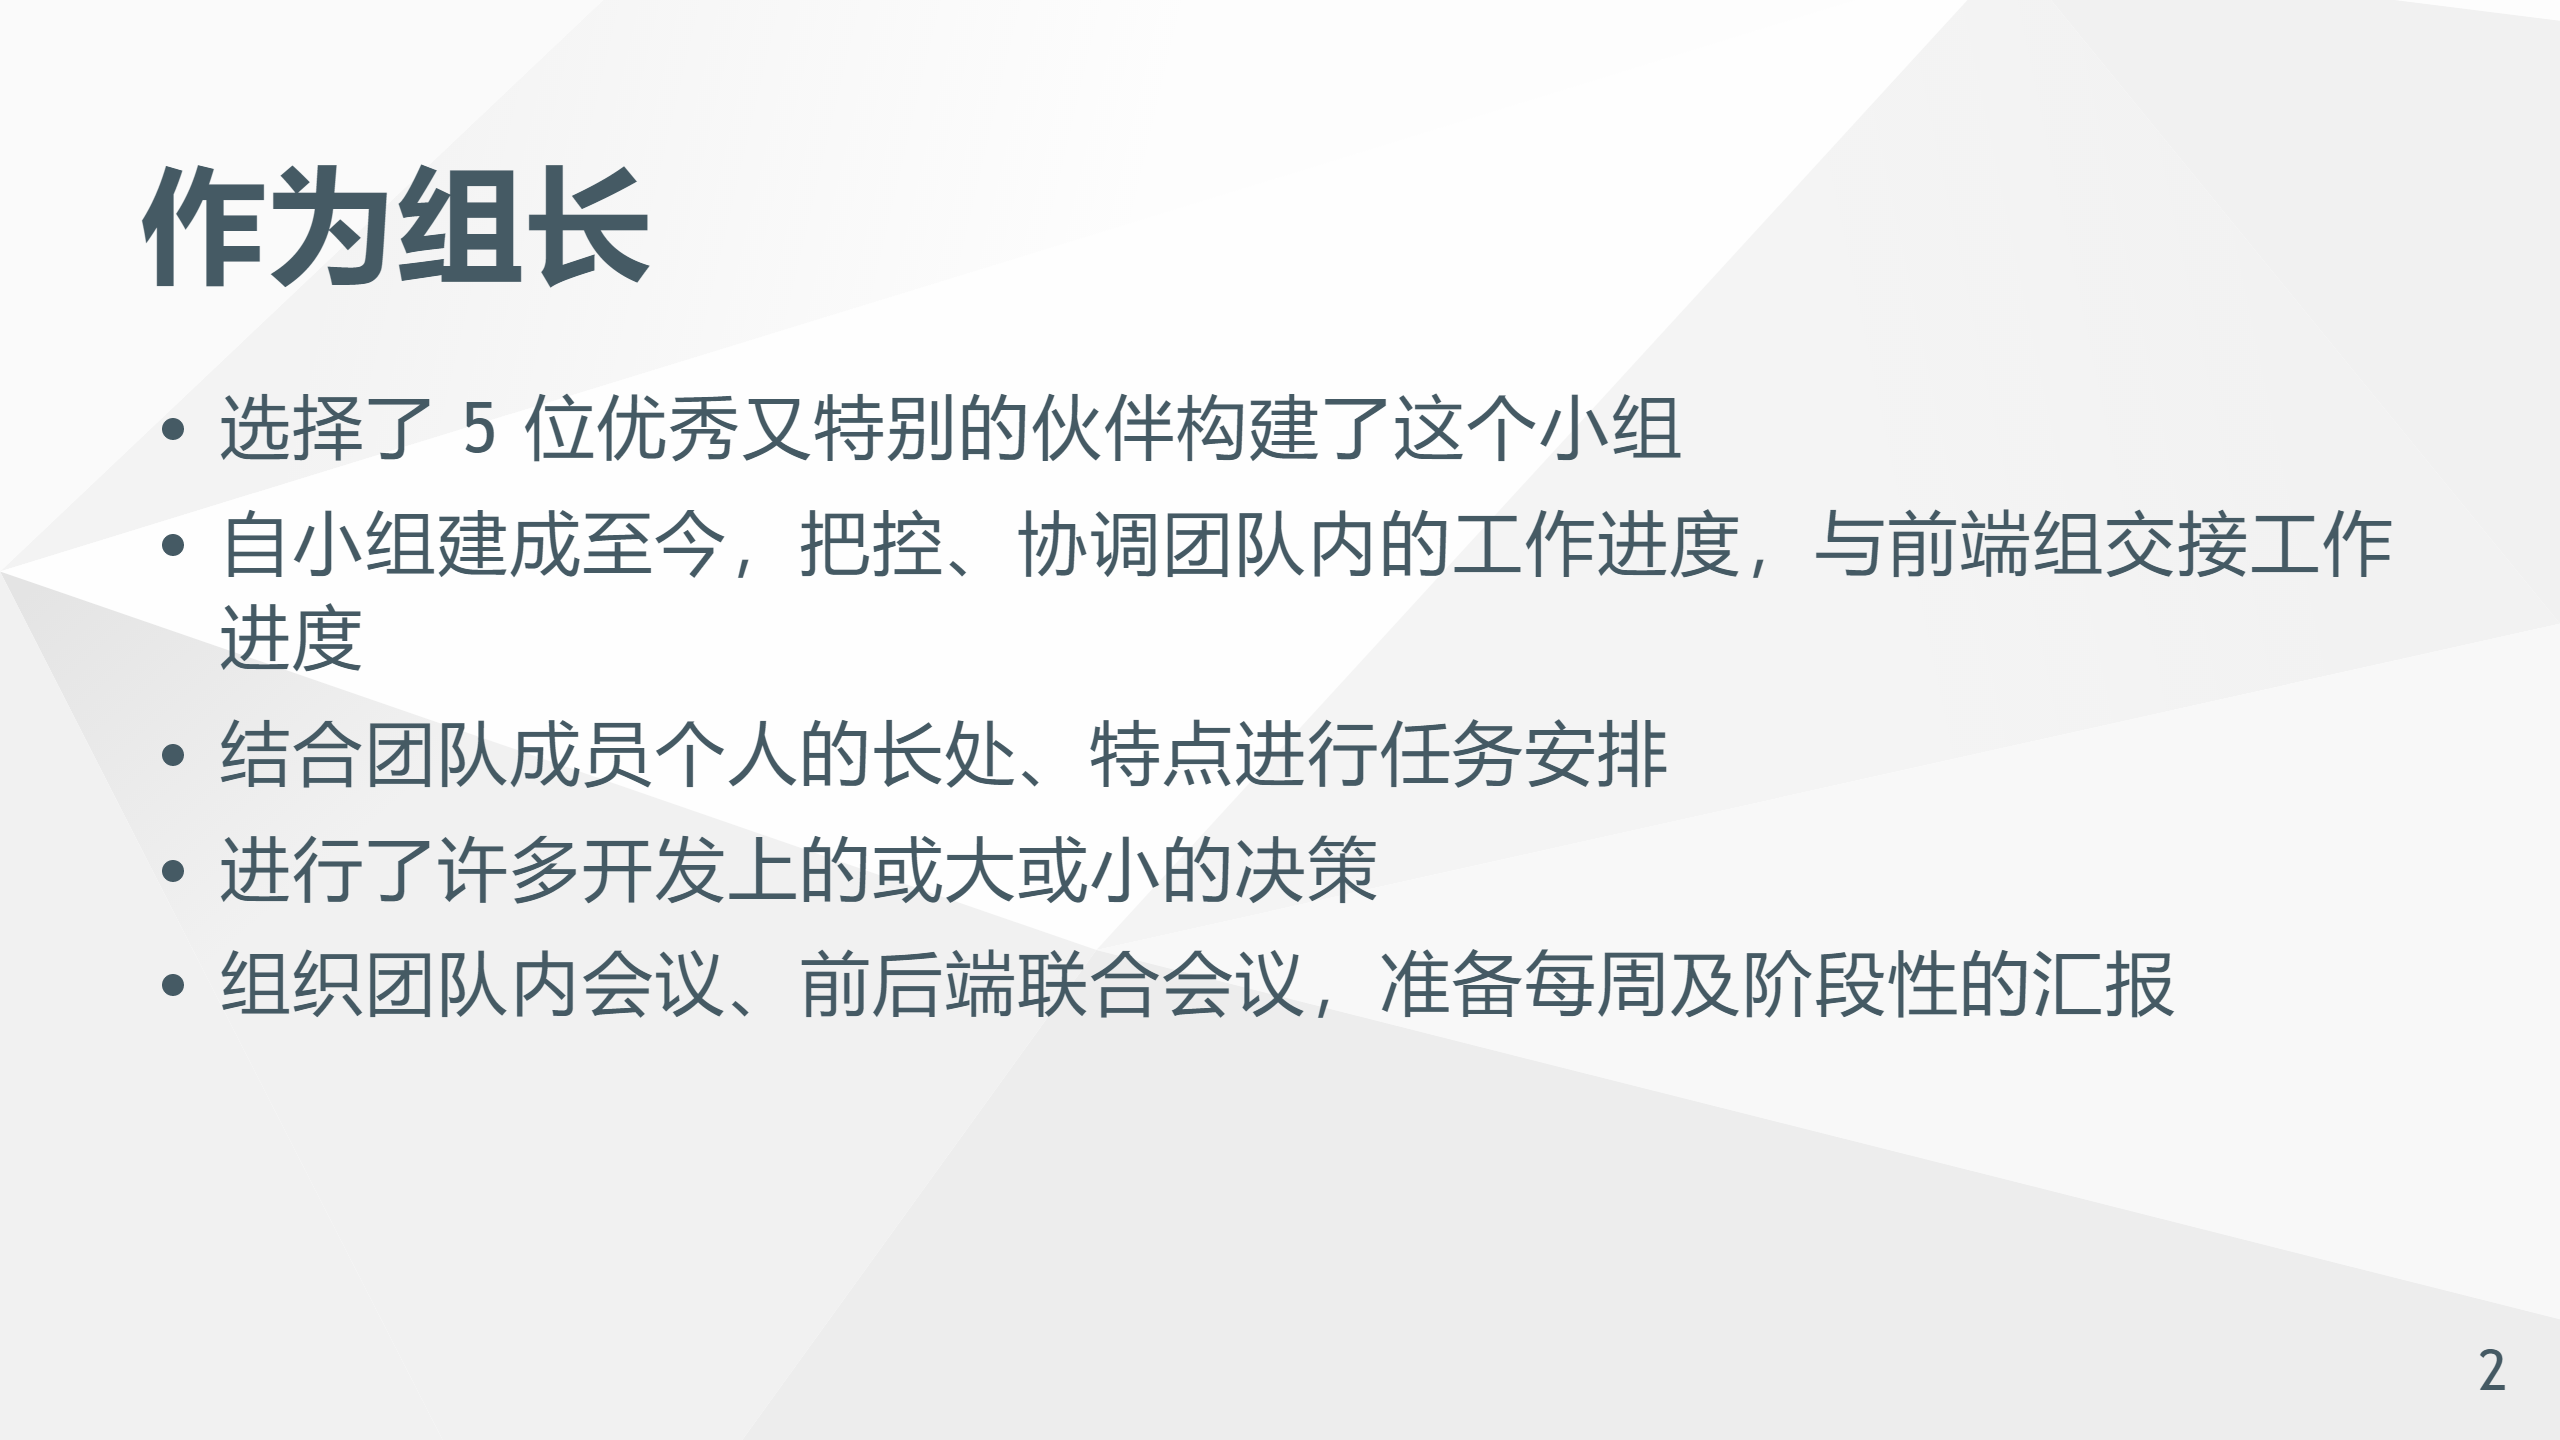 作为组长
• 选择了 5 位优秀又特别的伙伴构建了这个小组
• 自小组建成至今，把控、协调团队内的工作进度，与前端组交接工作
进度
• 结合团队成员个人的长处、特点进行任务安排
• 进行了许多开发上的或大或小的决策
• 组织团队内会议、前后端联合会议，准备每周及阶段性的汇报
2